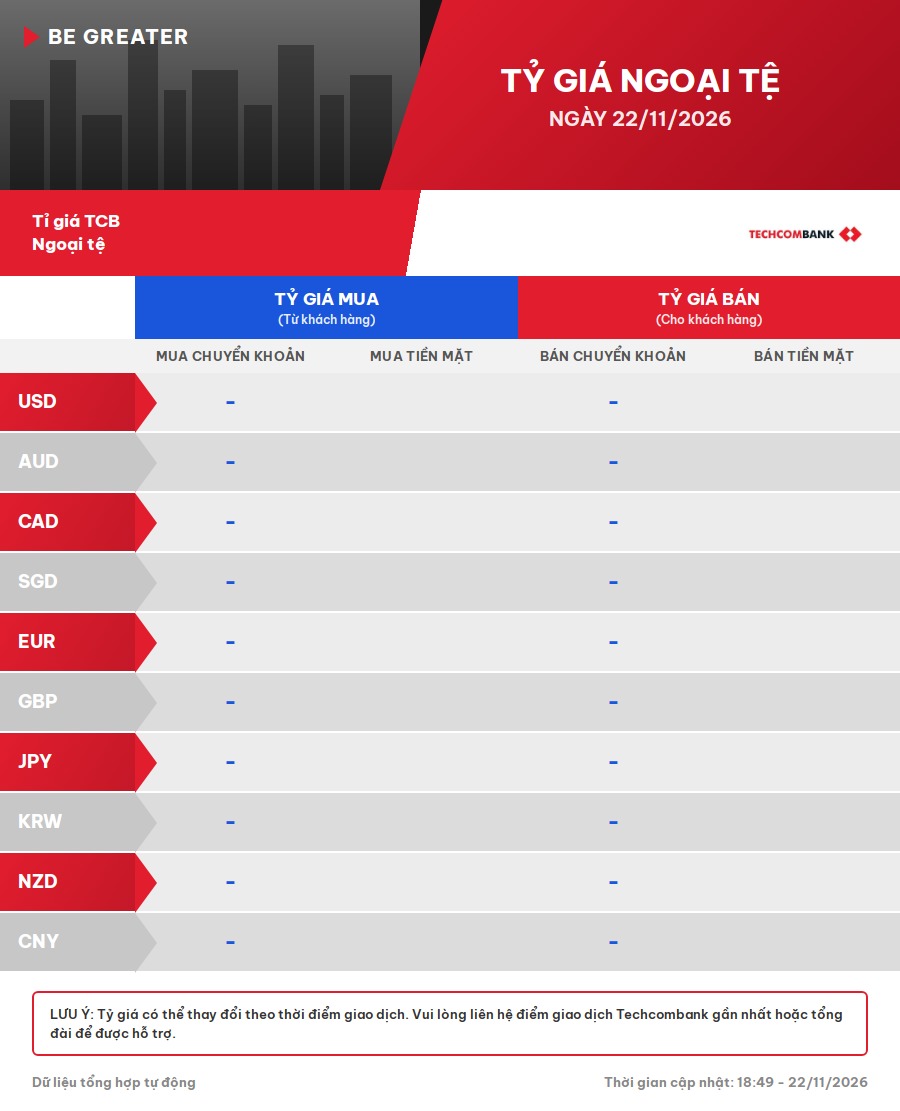 BE GREATER
TỶ GIÁ NGOẠI TỆ
NGÀY 22/11/2026
Tỉ giá TCB
Ngoại tệ
TECHCOMBANK
TỶ GIÁ MUA TỶ GIÁ BÁN
(Từ khách hàng) (Cho khách hàng)
MUA CHUYỂN KHOẢN MUA TIỀN MẶT BÁN CHUYỂN KHOẢN BÁN TIỀN MẶT
USD - -
AUD - -
CAD - -
SGD - -
EUR - -
GBP - -
JPY - -
KRW - -
NZD - -
CNY - -
LƯU Ý: Tỷ giá có thể thay đổi theo thời điểm giao dịch. Vui lòng liên hệ điểm giao dịch Techcombank gần nhất hoặc tổng
đài để được hỗ trợ.
Dữ liệu tổng hợp tự động Thời gian cập nhật: 18:49 - 22/11/2026